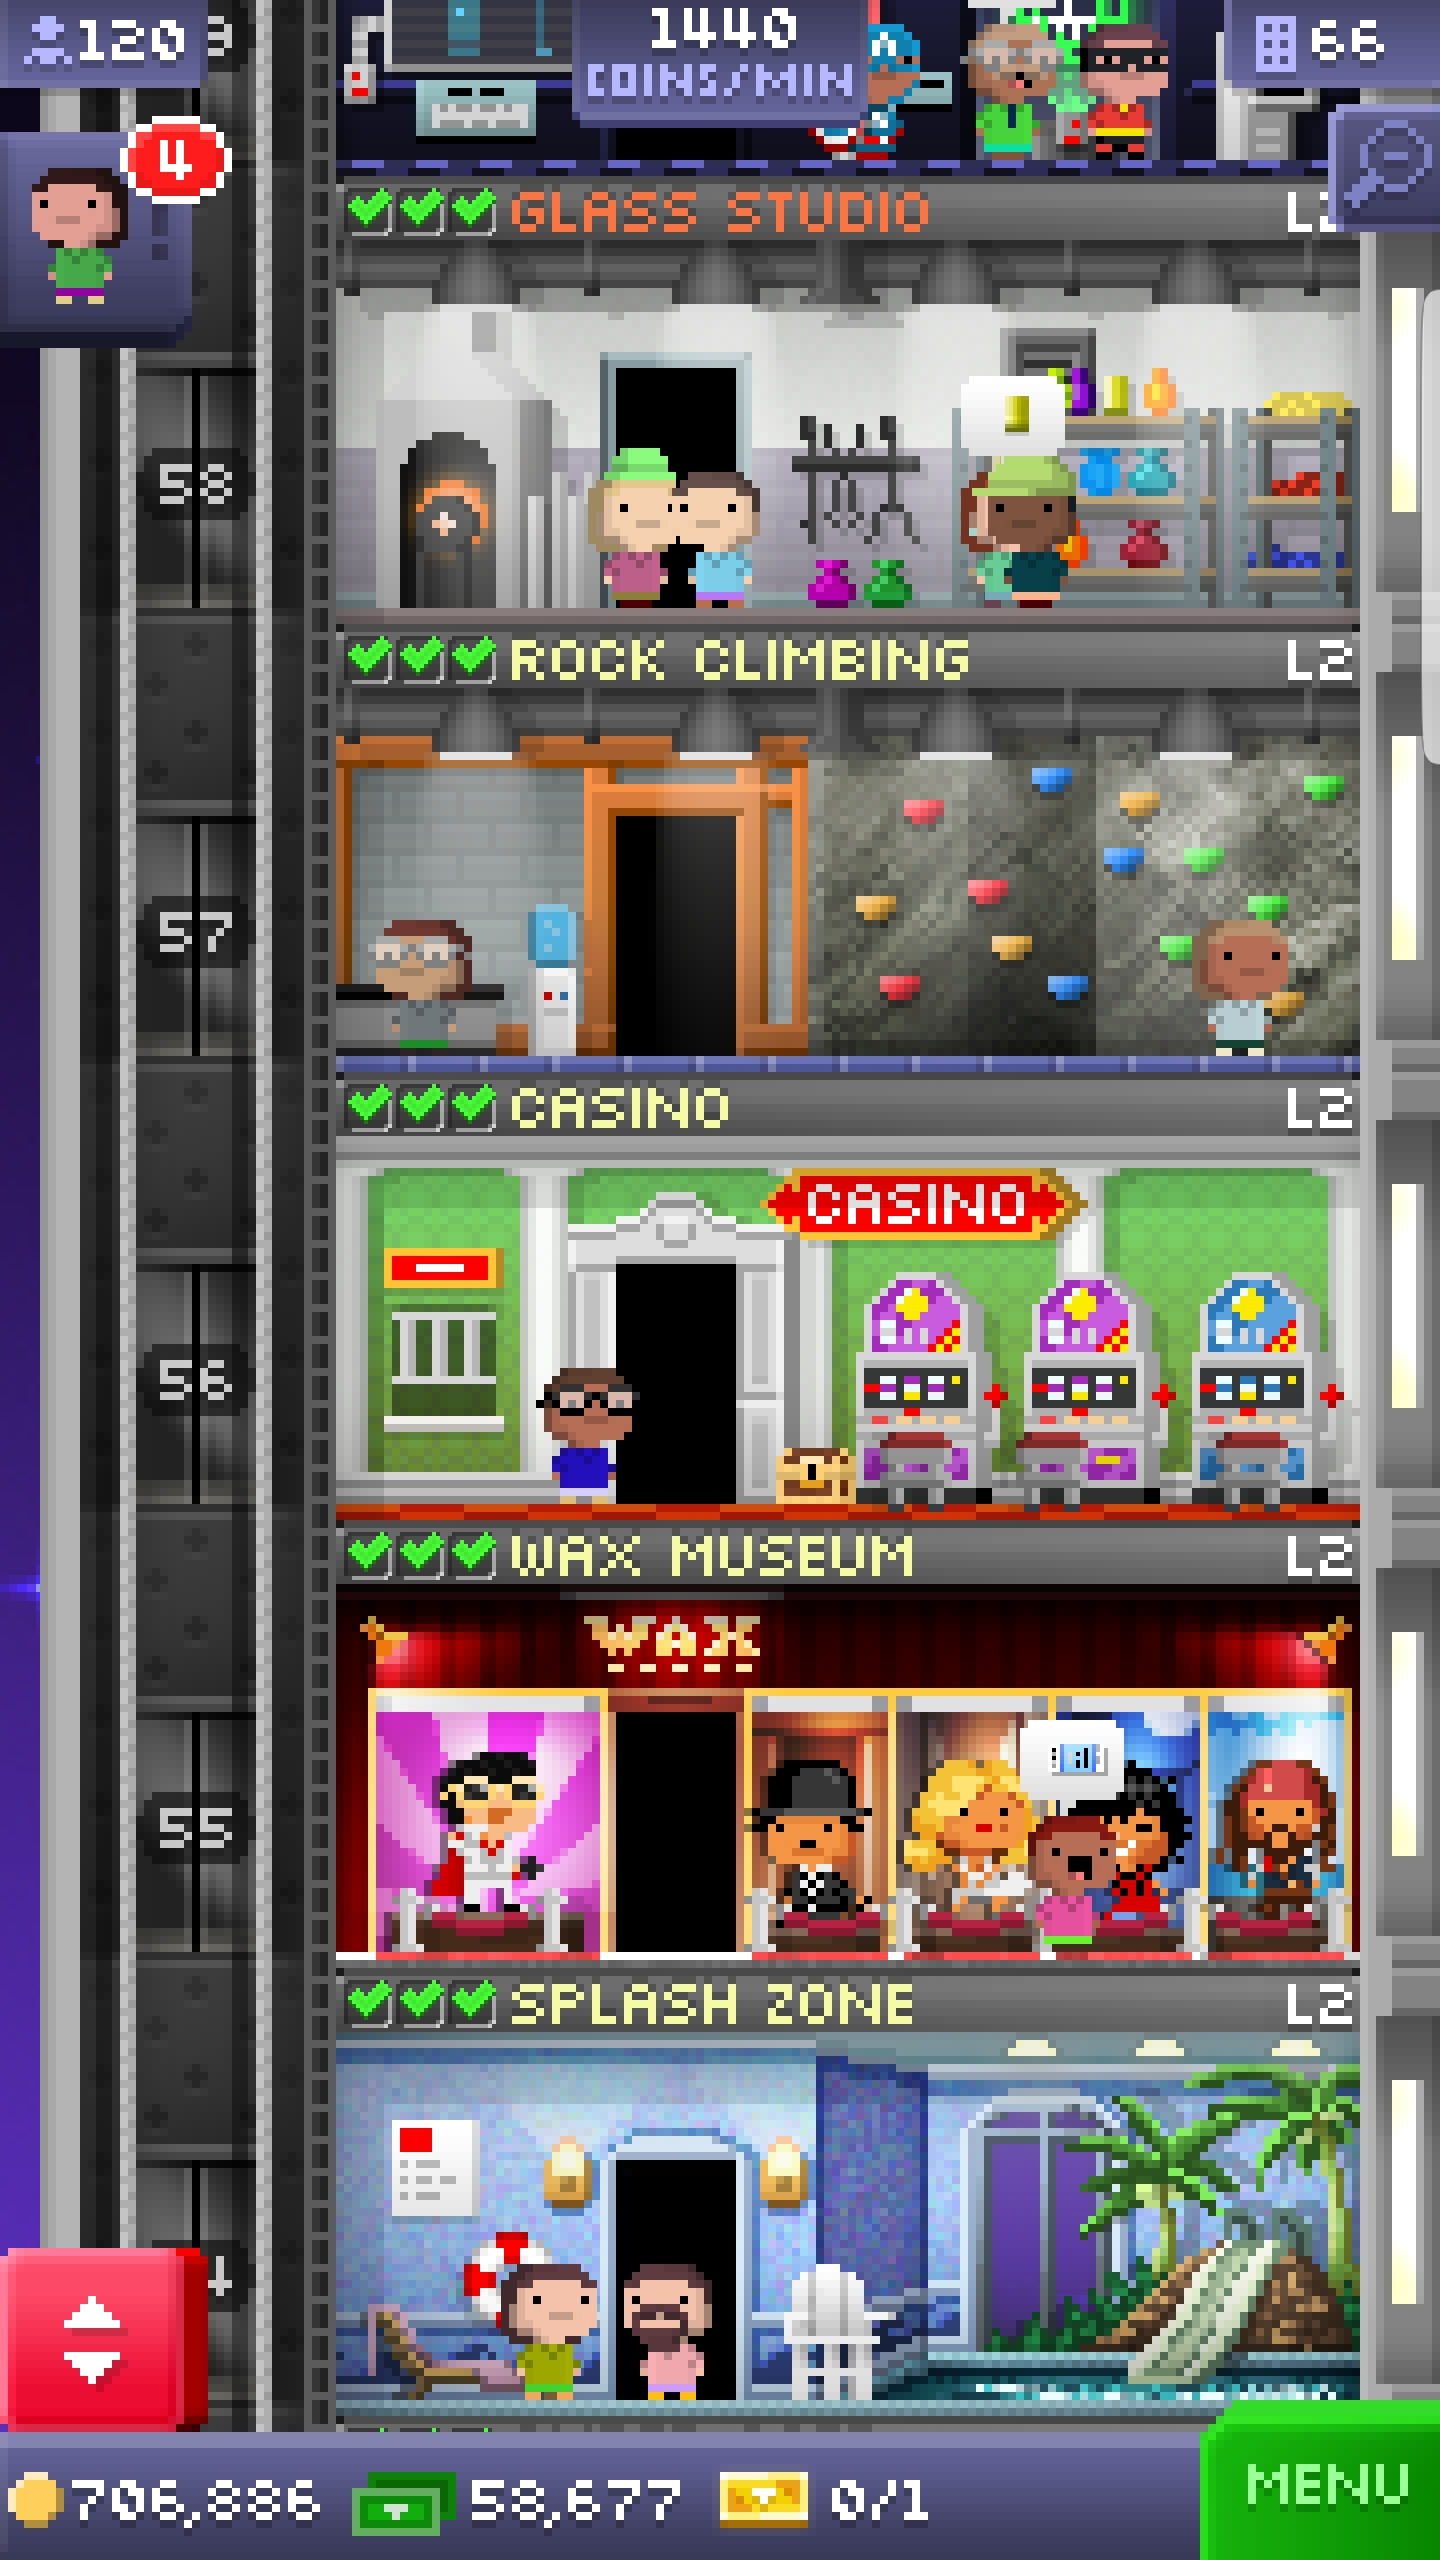 120
1440
COINS/MIN
66
4
GLASS STUDIO
58
ROCK CLIMBING L2
57
CASINO L2
CASINO
56
WAX MUSEUM L2
WAX
55
SPLASH ZONE L2
706,886 58,677 0/1
MENU